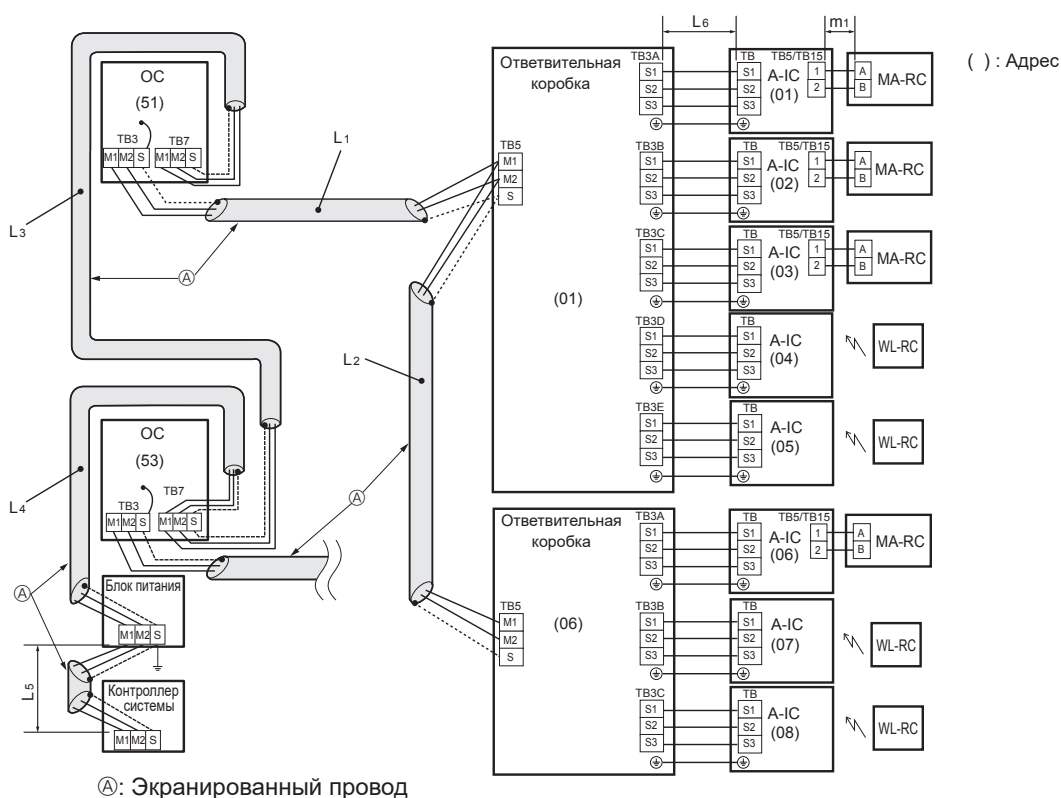 OC
(51)
TB3
TB7
M1 M2 S
M1 M2 S
L1
L3
Ⓐ
L2
OC
(53)
TB3
TB7
M1 M2 S
M1 M2 S
L4
Ⓐ
Ⓐ
Блок питания
M1 M2 S
L5
Контроллер
системы
M1 M2 S
Ⓐ: Экранированный провод
Ответвительная
коробка
(01)
TB5
M1
M2
S
L6
m1
( ) : Адрес
TB3A
S1
S2
S3
TB
S1
S2
S3
TB5/TB15
A-IC
(01)
1
2
A
B
MA-RC
TB3B
S1
S2
S3
TB
S1
S2
S3
TB5/TB15
A-IC
(02)
1
2
A
B
MA-RC
TB3C
S1
S2
S3
TB
S1
S2
S3
TB5/TB15
A-IC
(03)
1
2
A
B
MA-RC
TB3D
S1
S2
S3
TB
S1
S2
S3
A-IC
(04)
WL-RC
TB3E
S1
S2
S3
TB
S1
S2
S3
A-IC
(05)
WL-RC
Ответвительная
коробка
(06)
TB5
M1
M2
S
TB3A
S1
S2
S3
TB
S1
S2
S3
TB5/TB15
A-IC
(06)
1
2
A
B
MA-RC
TB3B
S1
S2
S3
TB
S1
S2
S3
A-IC
(07)
WL-RC
TB3C
S1
S2
S3
TB
S1
S2
S3
A-IC
(08)
WL-RC